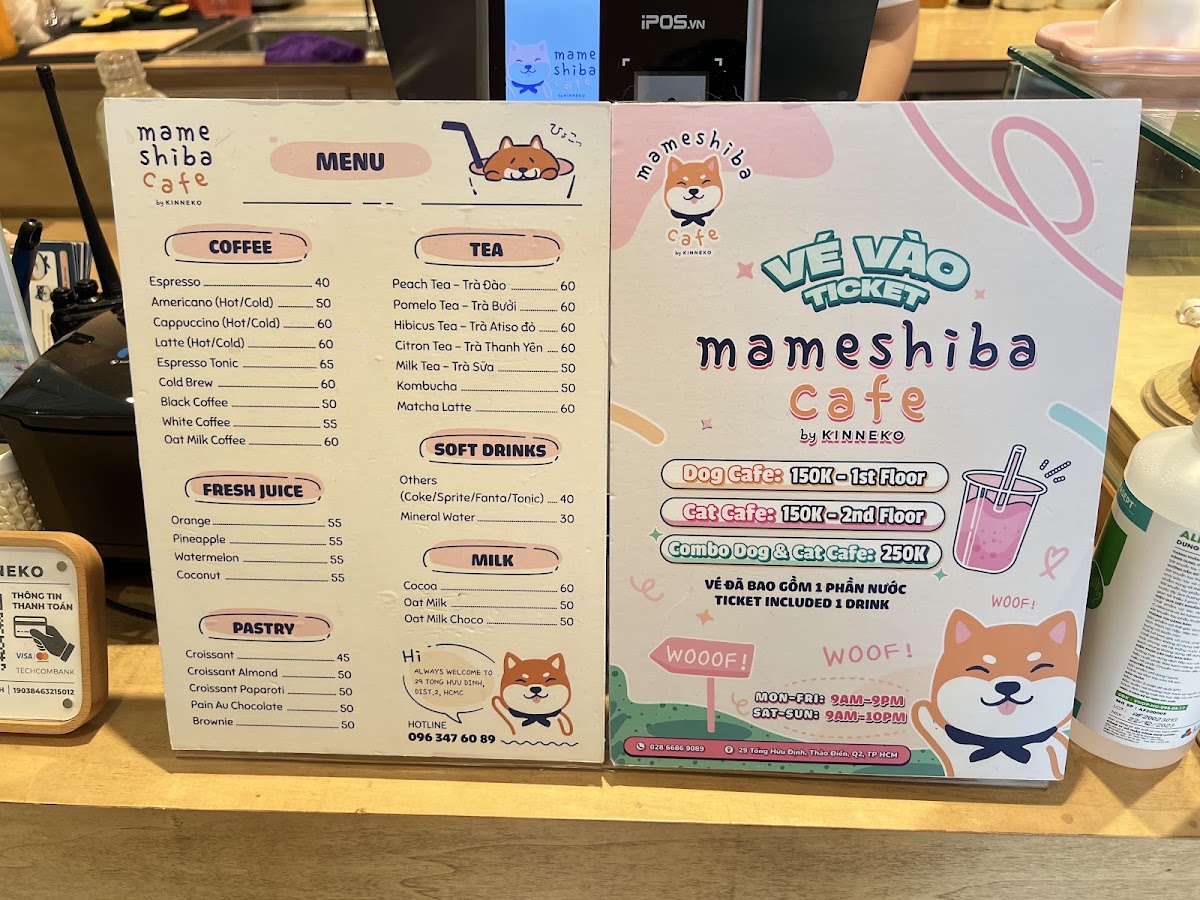 iPOS.VN
mame
shiba
cafe
by KINNEKO
mame
shiba
cafe
by KINNEKO
MENU
ひょこっ
COFFEE
Espresso 40
Americano (Hot/Cold) 50
Cappuccino (Hot/Cold) 60
Latte (Hot/Cold) 60
Espresso Tonic 65
Cold Brew 60
Black Coffee 50
White Coffee 55
Oat Milk Coffee 60
FRESH JUICE
Orange 55
Pineapple 55
Watermelon 55
Coconut 55
PASTRY
Croissant 45
Croissant Almond 50
Croissant Paparoti 50
Pain Au Chocolate 50
Brownie 50
TEA
Peach Tea – Trà Đào 60
Pomelo Tea – Trà Bưởi 60
Hibicus Tea – Trà Atiso đỏ 60
Citron Tea – Trà Thanh Yên 60
Milk Tea – Trà Sữa 50
Kombucha 50
Matcha Latte 60
SOFT DRINKS
Others
(Coke/Sprite/Fanta/Tonic) 40
Mineral Water 30
MILK
Cocoa 60
Oat Milk 50
Oat Milk Choco 50
Hi
ALWAYS WELCOME TO
29 TONG HUU DINH,
DIST.2, HCMC
HOTLINE
096 347 60 89
mameshiba
cafe
by KINNEKO
VÉ VÀO
TICKET
mameshiba
cafe
by KINNEKO
Dog Cafe: 150K – 1st Floor
Cat Cafe: 150K – 2nd Floor
Combo Dog & Cat Cafe: 250K
VÉ ĐÃ BAO GỒM 1 PHẦN NƯỚC
TICKET INCLUDED 1 DRINK
WOOF!
WOOOF!
WOOF!
MON-FRI: 9AM-9PM
SAT-SUN: 9AM-10PM
028 6686 9089
29 Tống Hữu Định, Thảo Điền, Q2, TP HCM
NEKO
THÔNG TIN
THANH TOÁN
VISA
TECHCOMBANK
19038463215012